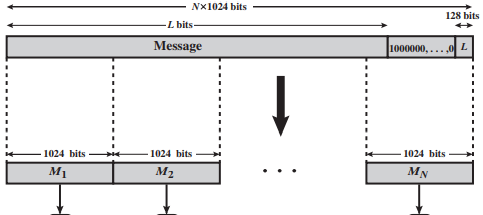 N×1024 bits
128 bits
L bits
Message 1000000, . . . ,0 L
1024 bits 1024 bits 1024 bits
M1 M2 . . . MN